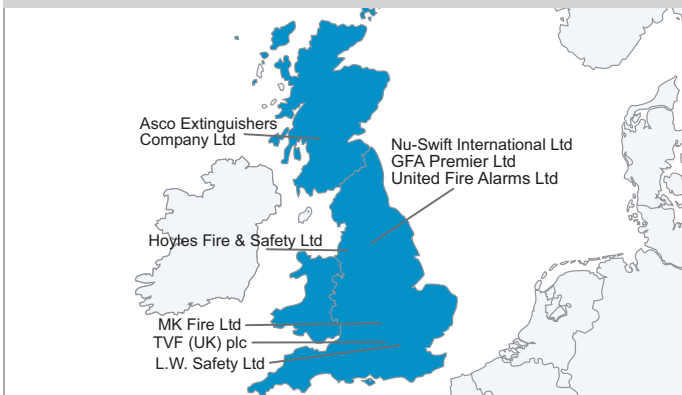 Asco Extinguishers
Company Ltd
Nu-Swift International Ltd
GFA Premier Ltd
United Fire Alarms Ltd
Hoyles Fire & Safety Ltd
MK Fire Ltd
TVF (UK) plc
L.W. Safety Ltd